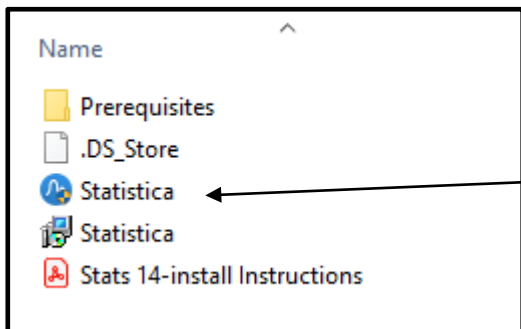 Name
Prerequisites
.DS_Store
Statistica
Statistica
Stats 14-install Instructions